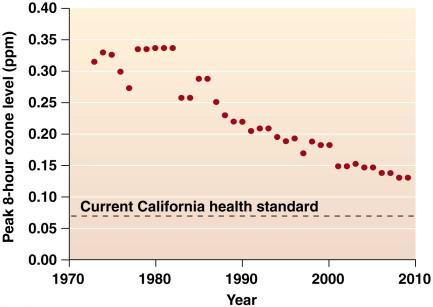 Peak 8-hour ozone level (ppm)
0.40
0.35
0.30
0.25
0.20
0.15
0.10
0.05
0.00
Current California health standard
1970 1980 1990 2000 2010
Year